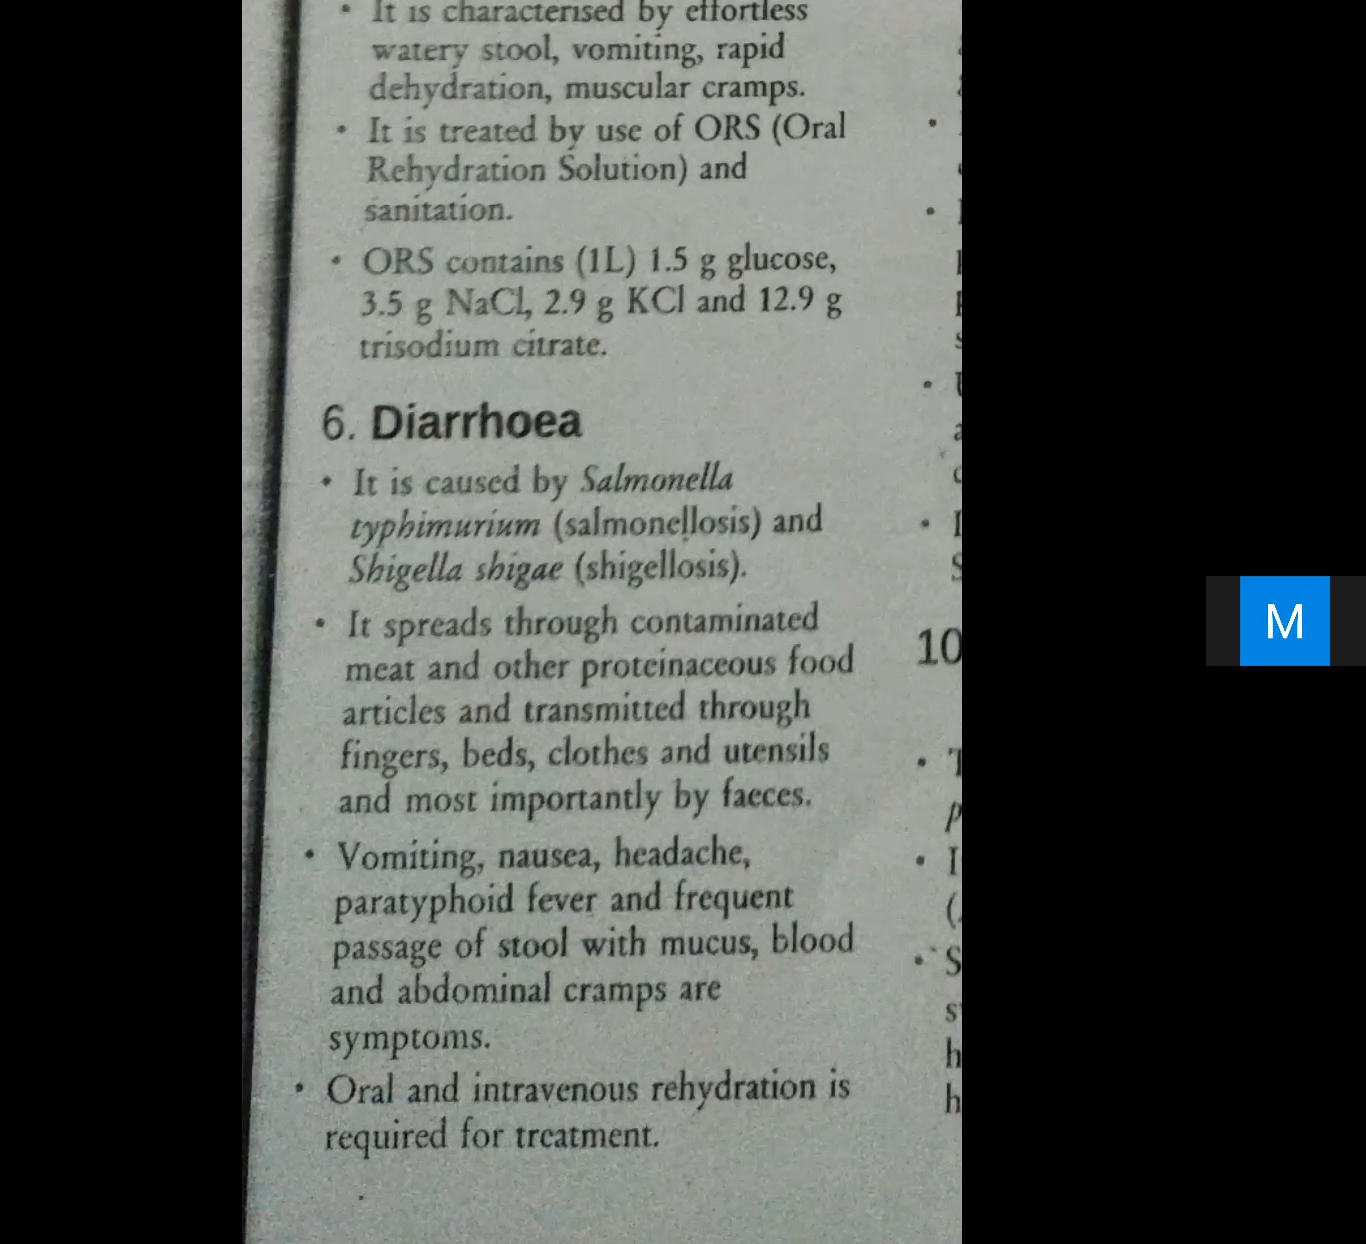 • It is characterised by effortless
watery stool, vomiting, rapid
dehydration, muscular cramps.
• It is treated by use of ORS (Oral
Rehydration Solution) and
sanitation.
• ORS contains (1L) 1.5 g glucose,
3.5 g NaCl, 2.9 g KCl and 12.9 g
trisodium citrate.
6. Diarrhoea
• It is caused by Salmonella
typhimurium (salmonellosis) and
Shigella shigae (shigellosis).
• It spreads through contaminated
meat and other proteinaceous food
articles and transmitted through
fingers, beds, clothes and utensils
and most importantly by faeces.
• Vomiting, nausea, headache,
paratyphoid fever and frequent
passage of stool with mucus, blood
and abdominal cramps are
symptoms.
• Oral and intravenous rehydration is
required for treatment.
10
M